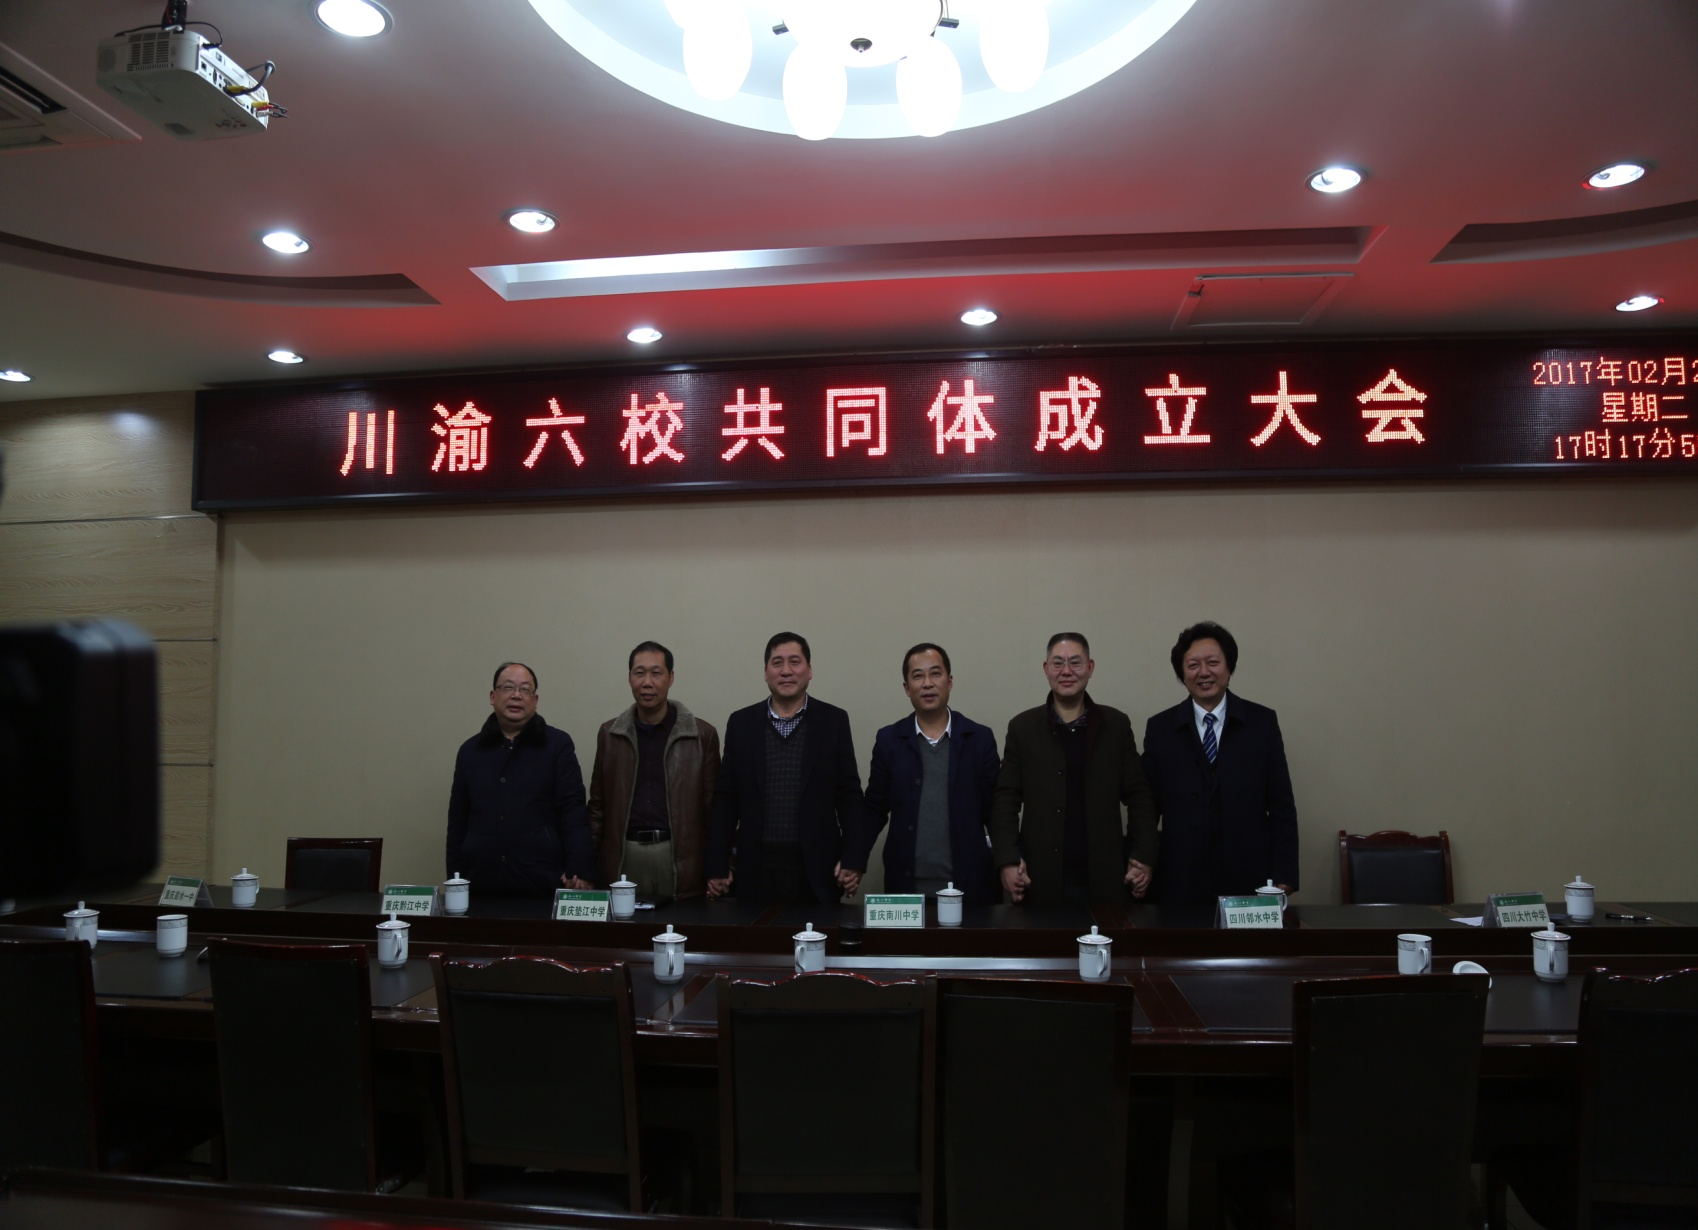 川渝六校共同体成立大会
2017年02月2
星期二
17时17分5
重庆黔江中学
重庆垫江中学
重庆南川中学
四川邻水中学
四川大竹中学